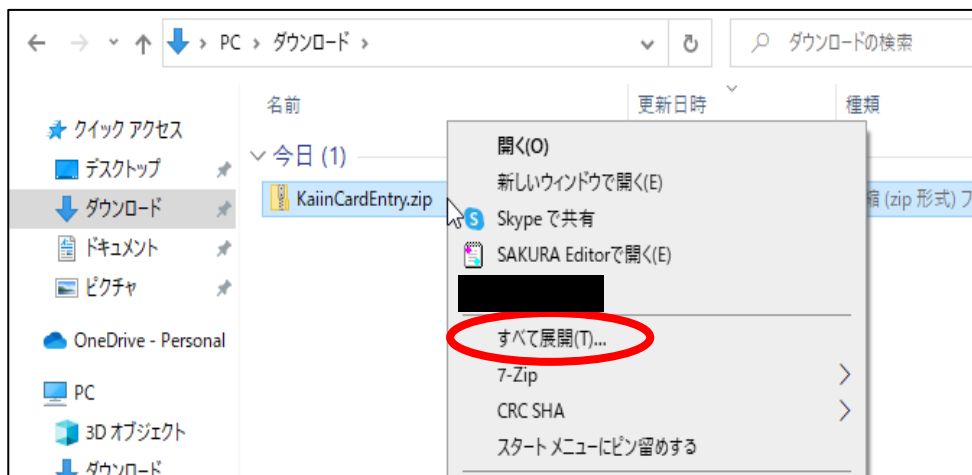 PC › ダウンロード ›
ダウンロードの検索
名前 更新日時 種類
クイック アクセス
デスクトップ
ダウンロード
ドキュメント
ピクチャ
OneDrive - Personal
PC
3D オブジェクト
ダウンロード
今日 (1)
KaiinCardEntry.zip
(zip 形式) フ
開く(O)
新しいウィンドウで開く(E)
Skype で共有
SAKURA Editorで開く(E)
すべて展開(T)...
7-Zip
CRC SHA
スタート メニューにピン留めする